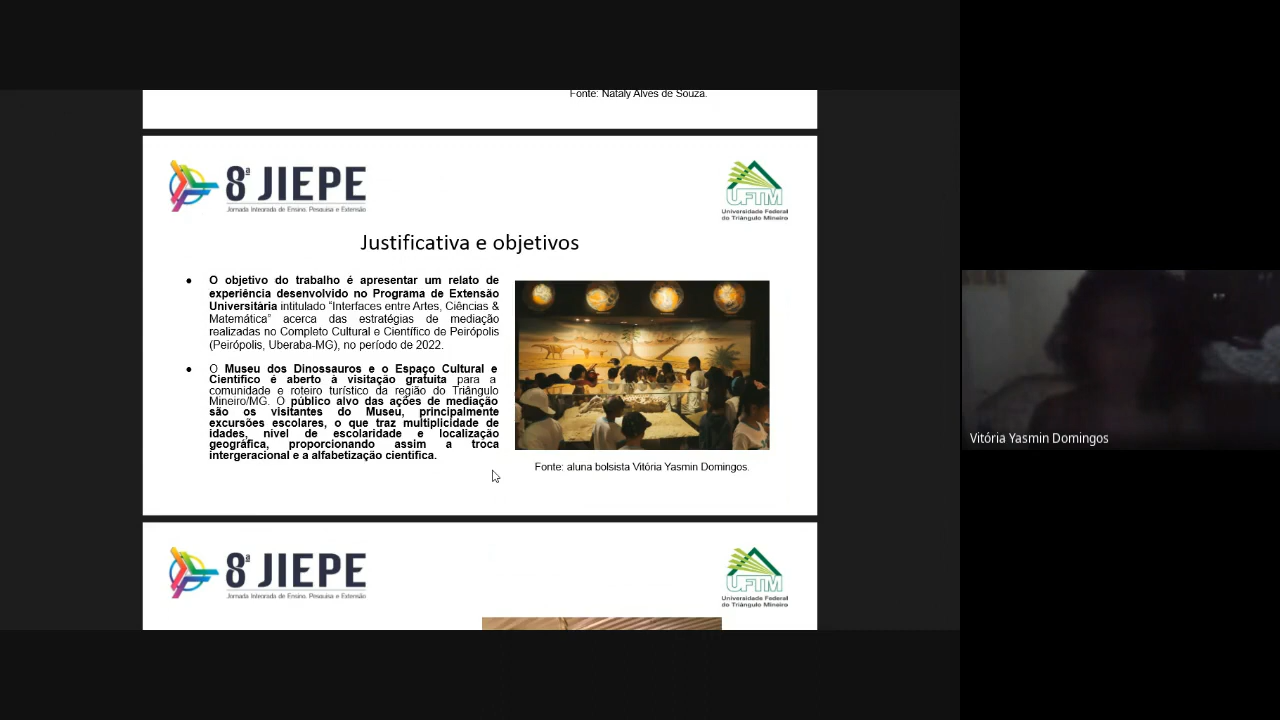 Fonte: Nataly Alves de Souza.
8ª JIEPE
Jornada Integrada de Ensino, Pesquisa e Extensão
UFTM
Universidade Federal
do Triângulo Mineiro
Justificativa e objetivos
● O objetivo do trabalho é apresentar um relato de
experiência desenvolvido no Programa de Extensão
Universitária intitulado “Interfaces entre Artes, Ciências &
Matemática” acerca das estratégias de mediação
realizadas no Completo Cultural e Científico de Peirópolis
(Peirópolis, Uberaba-MG), no período de 2022.
● O Museu dos Dinossauros e o Espaço Cultural e
Científico é aberto à visitação gratuita para a
comunidade e roteiro turístico da região do Triângulo
Mineiro/MG. O público alvo das ações de mediação
são os visitantes do Museu, principalmente
excursões escolares, o que traz multiplicidade de
idades, nível de escolaridade e localização
geográfica, proporcionando assim a troca
intergeracional e a alfabetização científica.
Fonte: aluna bolsista Vitória Yasmin Domingos.
Vitória Yasmin Domingos
8ª JIEPE
Jornada Integrada de Ensino, Pesquisa e Extensão
UFTM
Universidade Federal
do Triângulo Mineiro